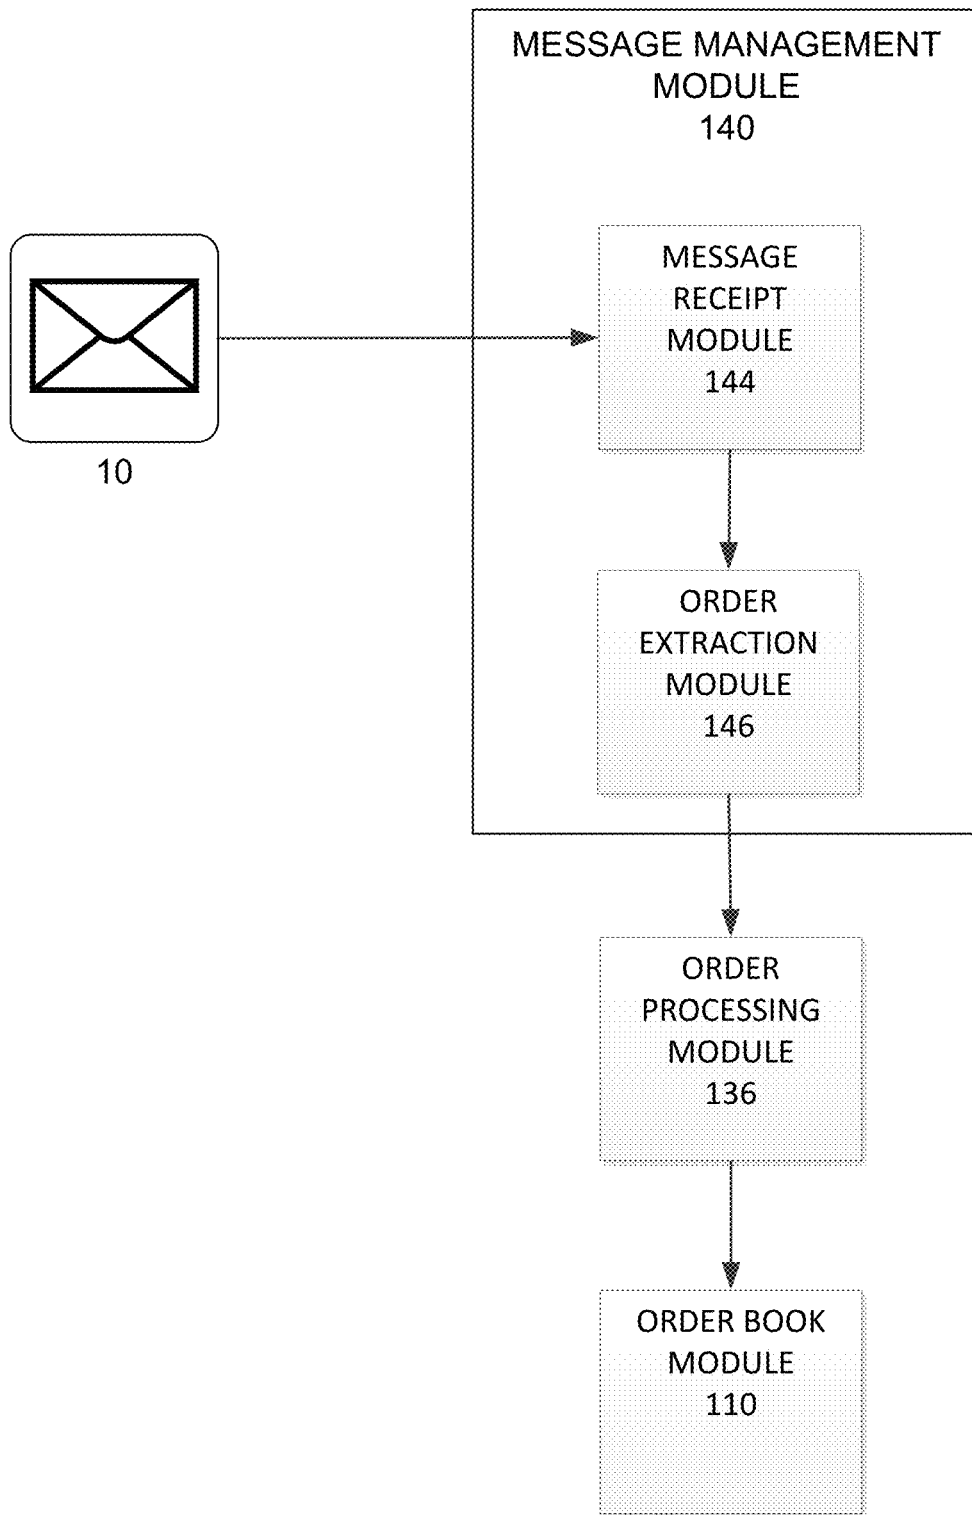 MESSAGE MANAGEMENT
MODULE
140
MESSAGE
RECEIPT
MODULE
144
10
ORDER
EXTRACTION
MODULE
146
ORDER
PROCESSING
MODULE
136
ORDER BOOK
MODULE
110